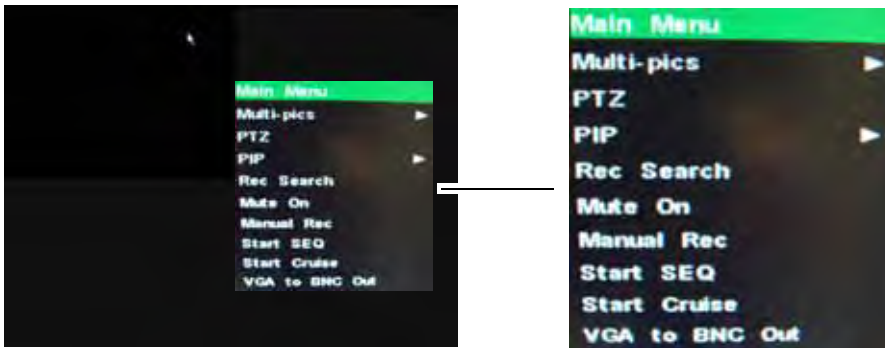 Main Menu
Multi-pics
PTZ
PIP
Rec Search
Mute On
Manual Rec
Start SEQ
Start Cruise
VGA to BNC Out
Main Menu
Multi-pics
PTZ
PIP
Rec Search
Mute On
Manual Rec
Start SEQ
Start Cruise
VGA to BNC Out